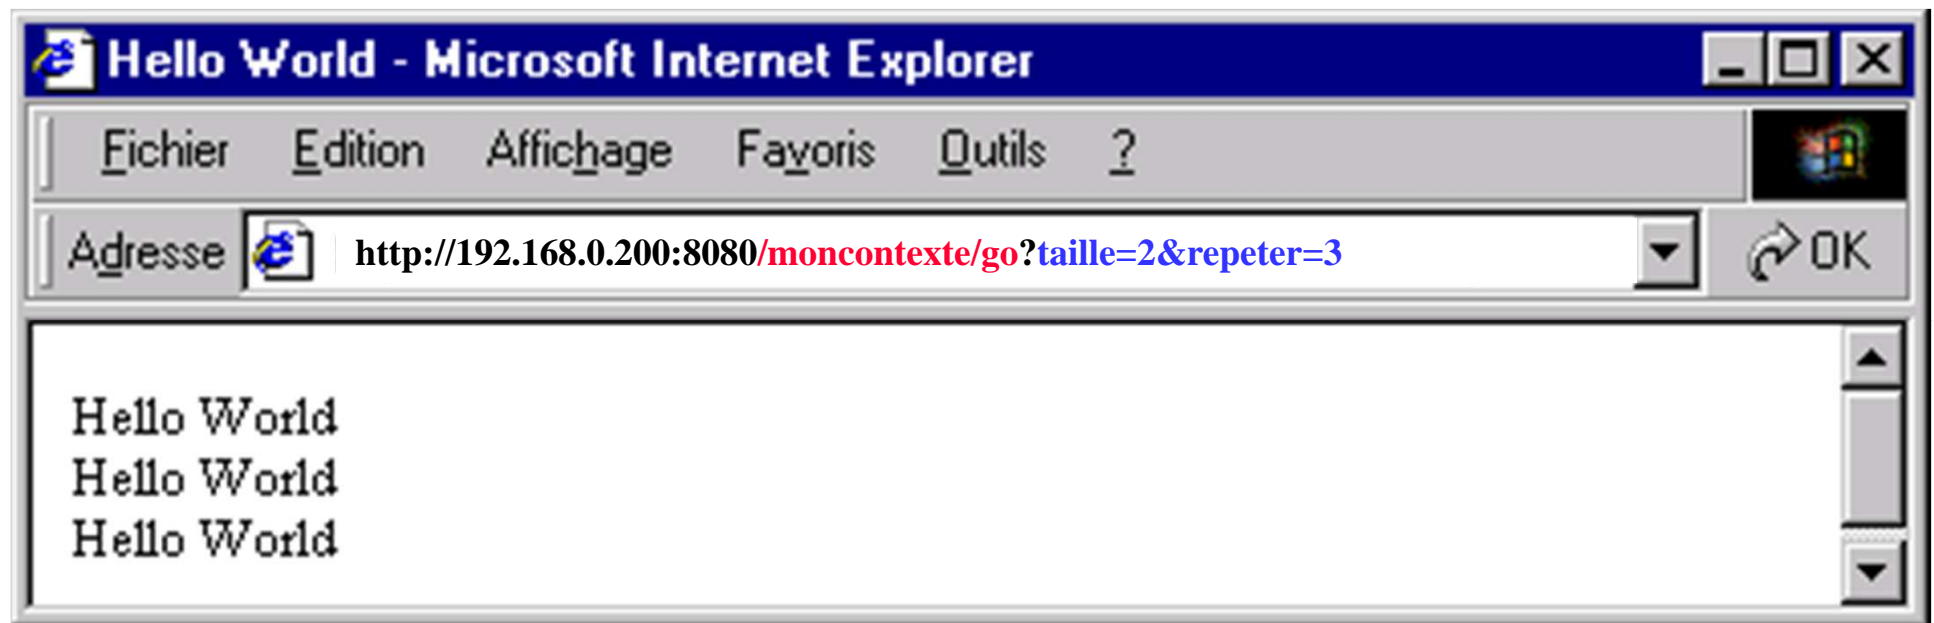 Hello World - Microsoft Internet Explorer
Fichier Edition Affichage Favoris Outils ?
Adresse http://192.168.0.200:8080/moncontexte/go?taille=2&repeter=3 OK
Hello World
Hello World
Hello World